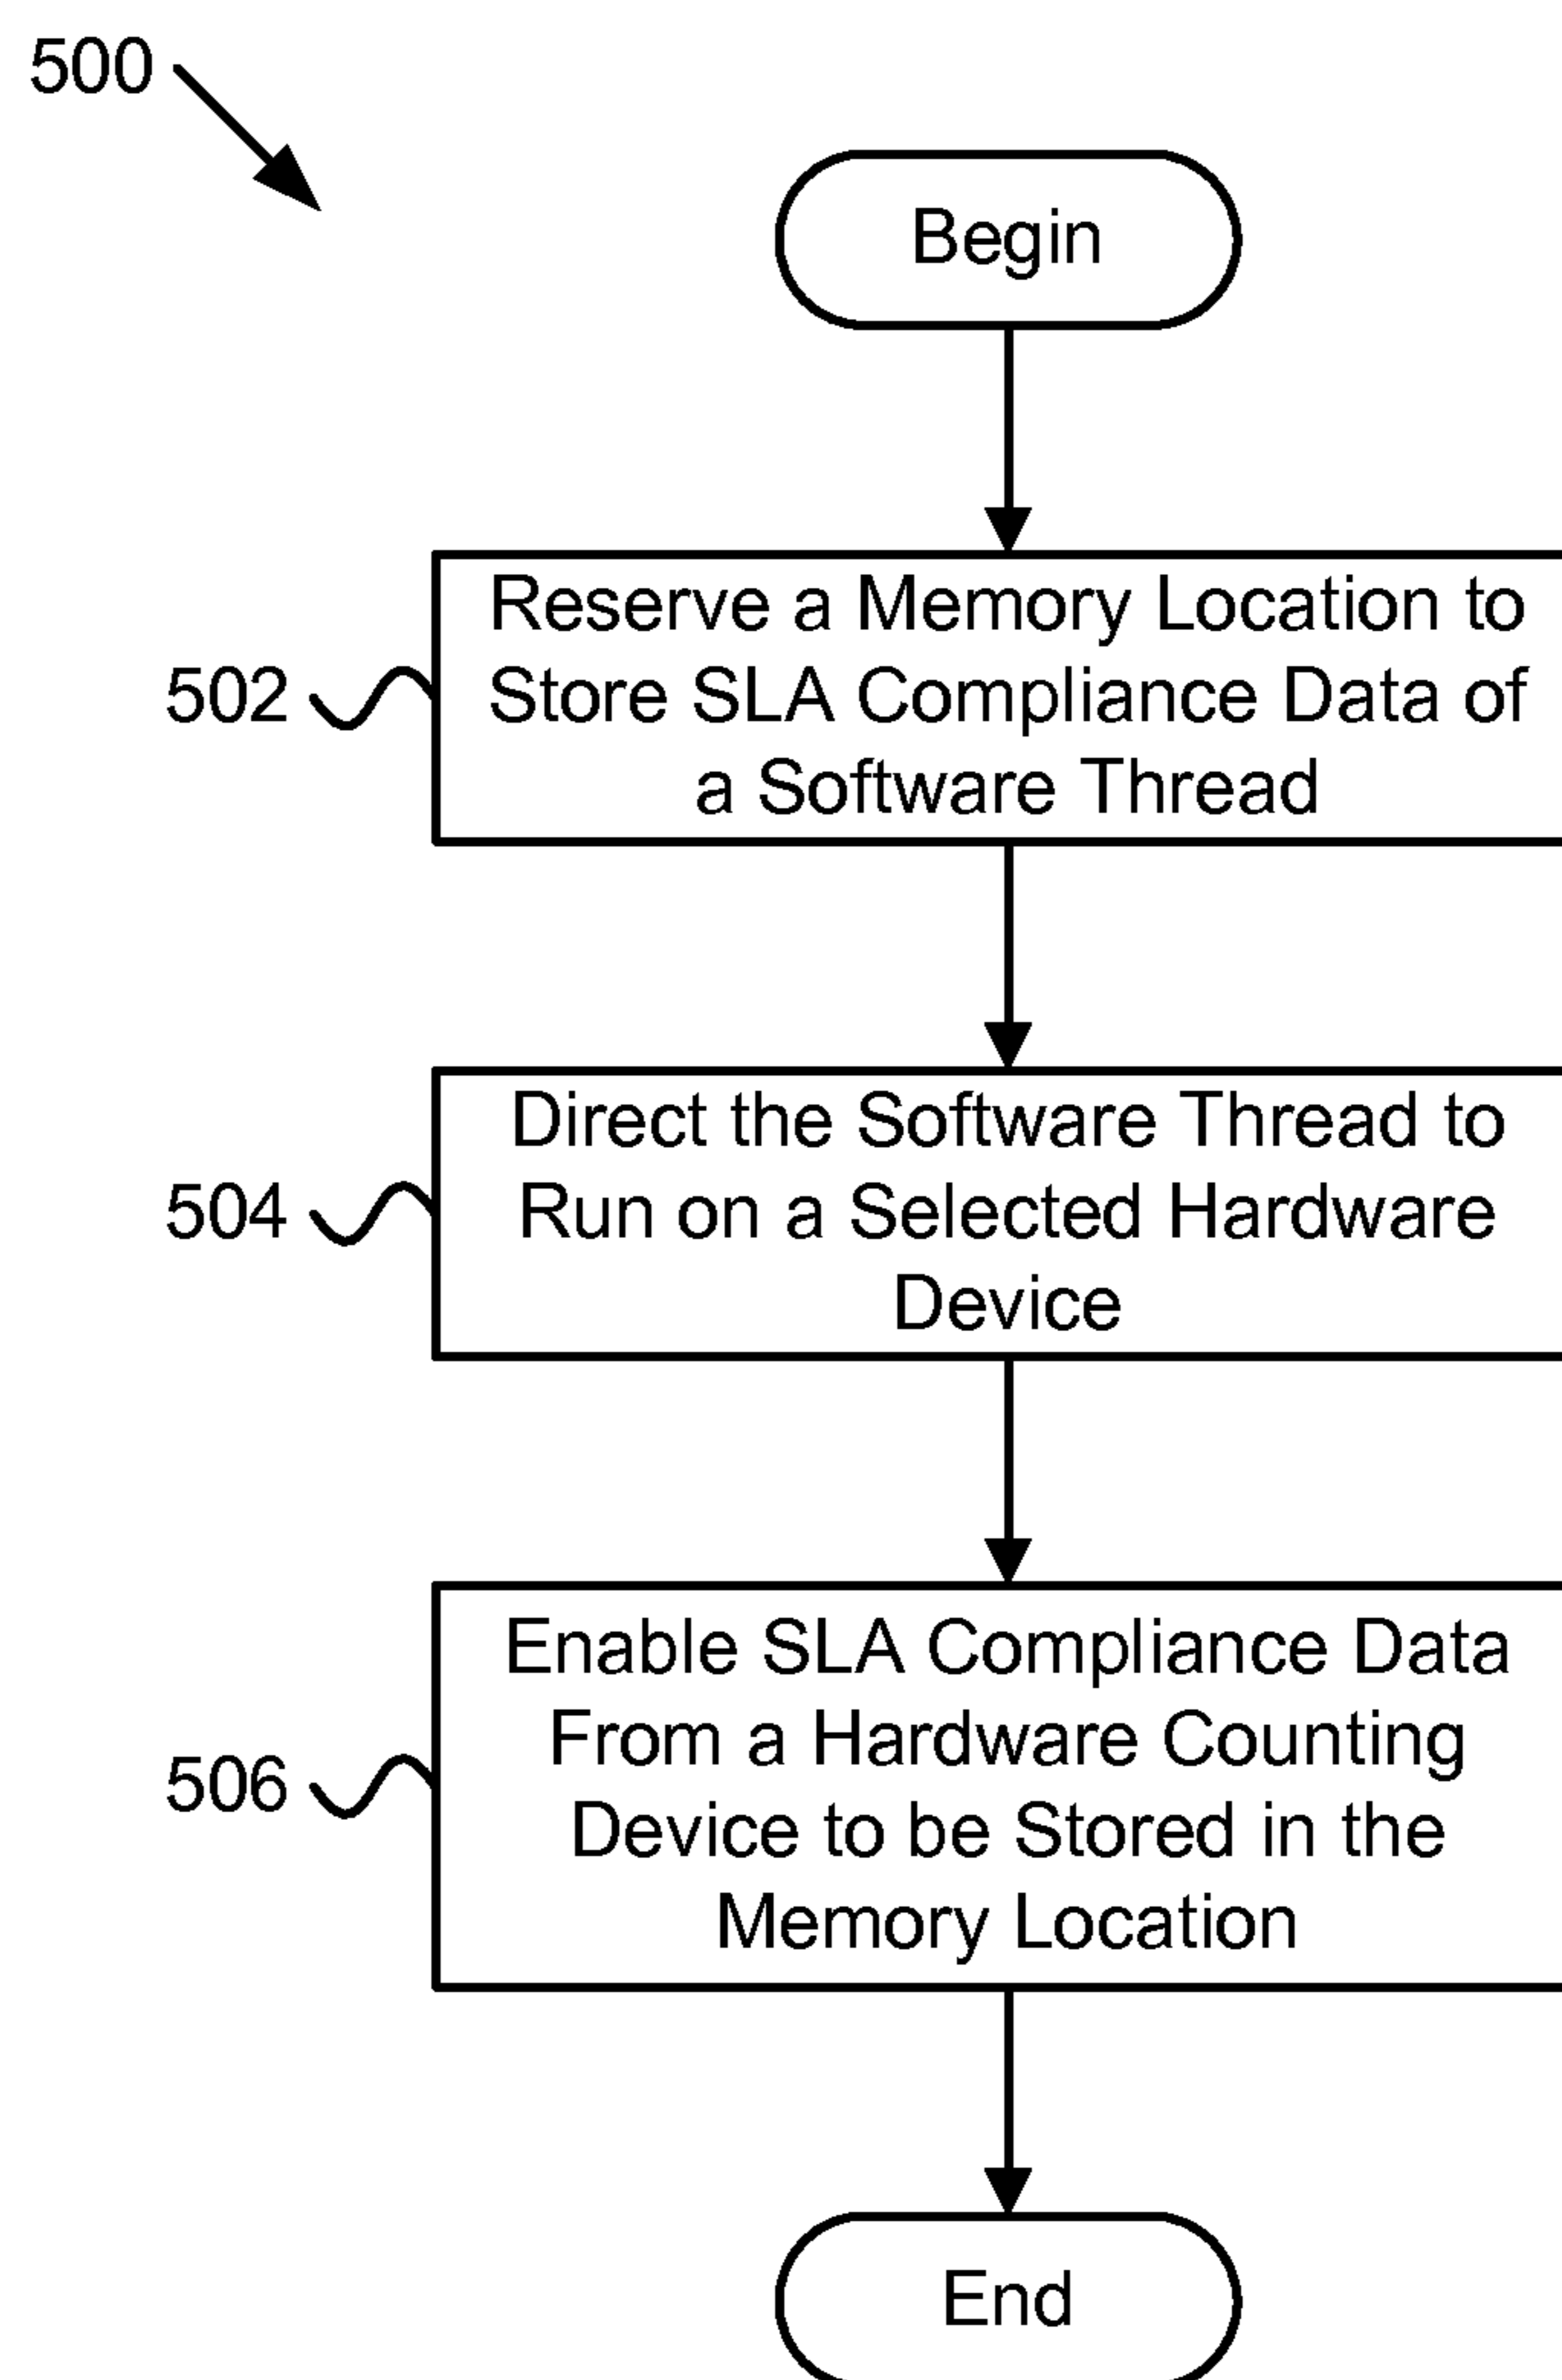 500
Begin
Reserve a Memory Location to
Store SLA Compliance Data of
a Software Thread
502
Direct the Software Thread to
Run on a Selected Hardware
Device
504
Enable SLA Compliance Data
From a Hardware Counting
Device to be Stored in the
Memory Location
506
End